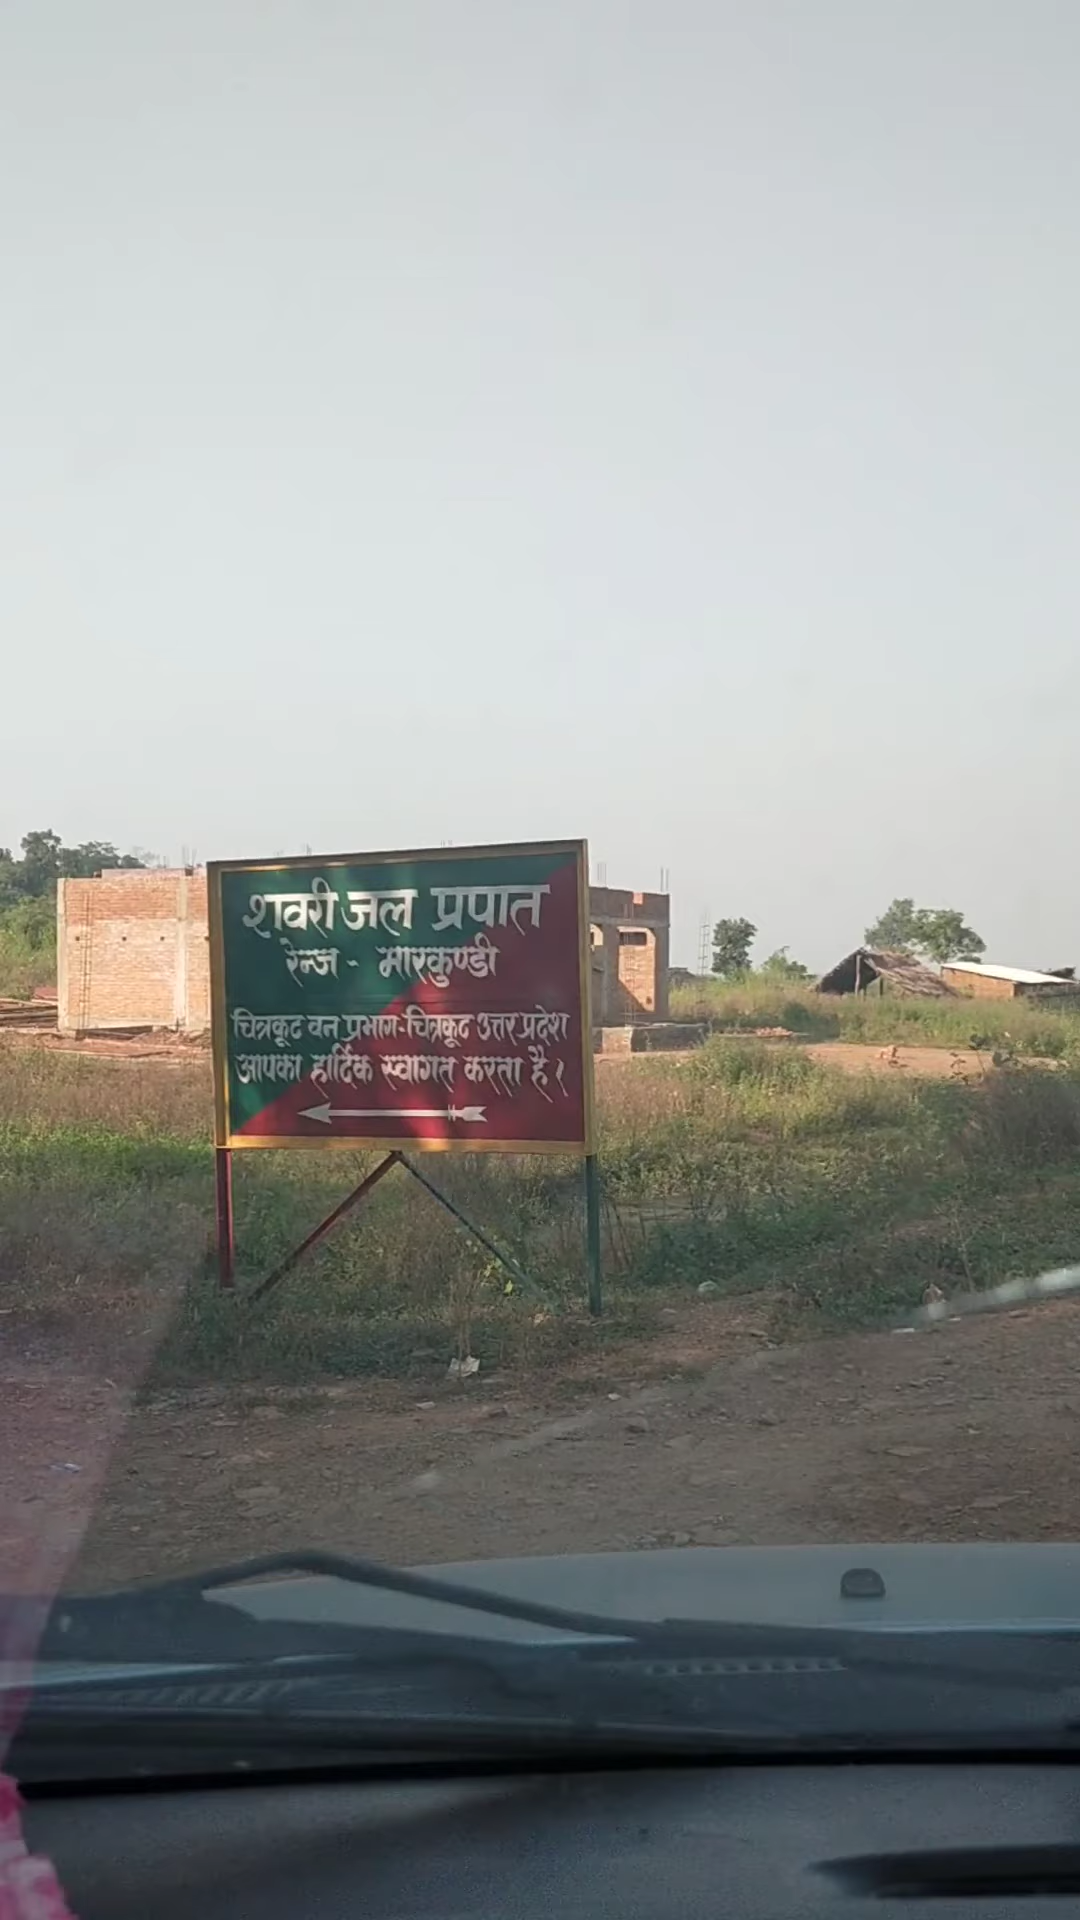 शवरी जल प्रपात
रेन्ज - मारकुण्डी
चित्रकूट वन प्रभाग-चित्रकूट उत्तर प्रदेश
आपका हार्दिक स्वागत करता है।